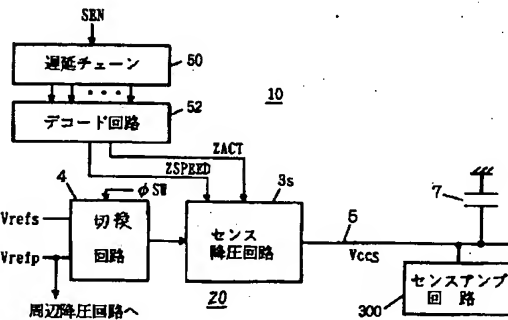 SEN
遅延チェーン
50
デコード回路
52
10
ZACT
ZSPEED
4
φSW
3s
7
Vrefs
切換
回路
センス
降圧回路
5
Vccs
Vrefp
20
センスアンプ
回路
300
周辺降圧回路へ